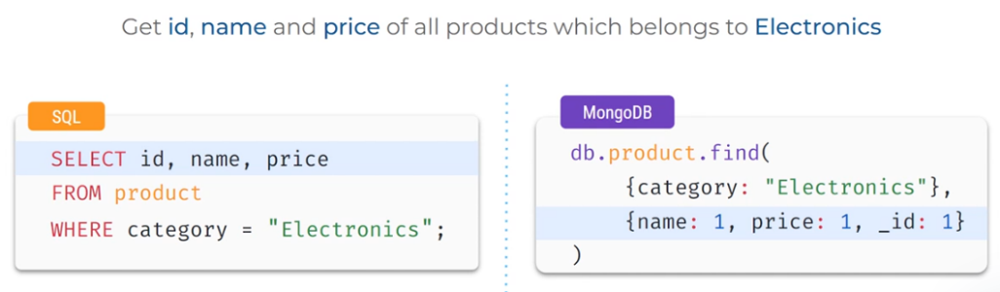 Get id, name and price of all products which belongs to Electronics
SQL
SELECT id, name, price
FROM product
WHERE category = "Electronics";
MongoDB
db.product.find(
{category: "Electronics"},
{name: 1, price: 1, _id: 1}
)